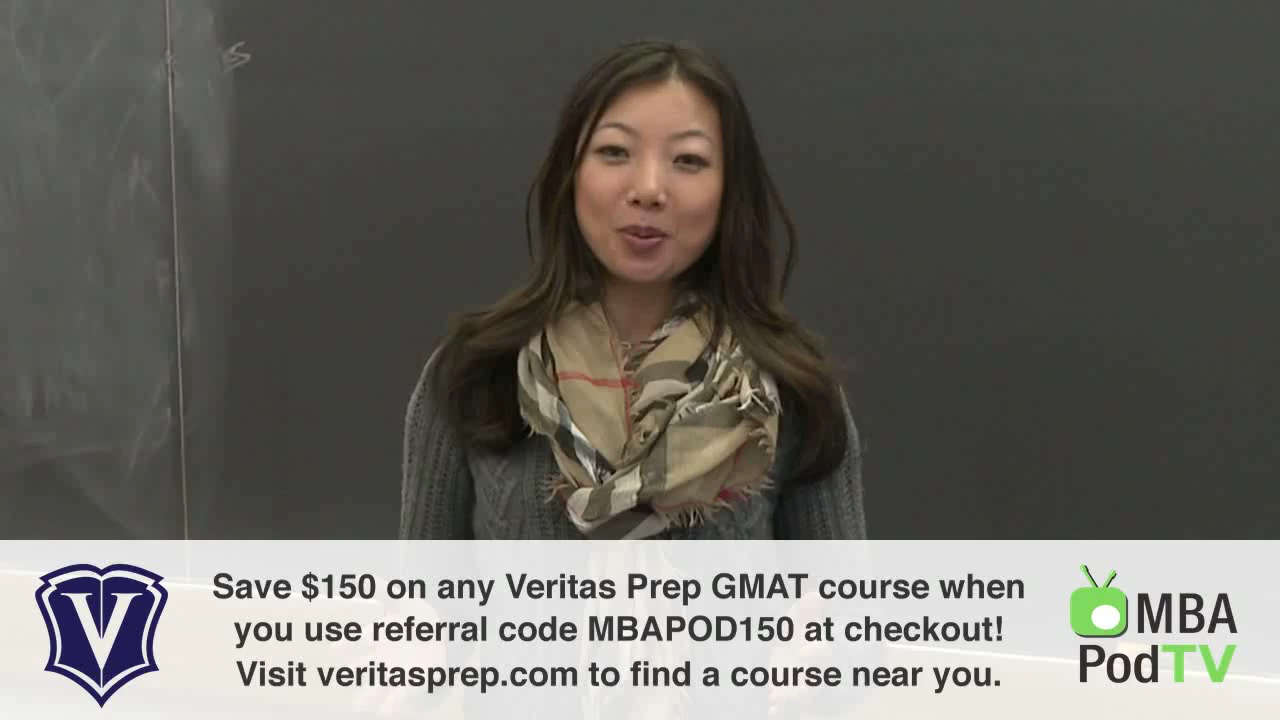 Save $150 on any Veritas Prep GMAT course when
you use referral code MBAPOD150 at checkout!
Visit veritasprep.com to find a course near you.
V
MBA
PodTV